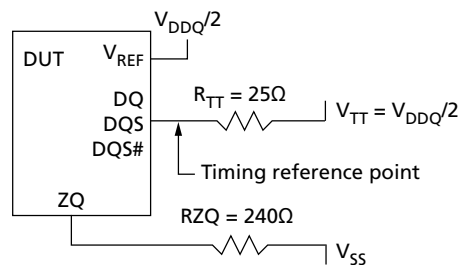 V_DDQ/2
DUT
V_REF
DQ
DQS
DQS#
ZQ
R_TT = 25Ω
V_TT = V_DDQ/2
Timing reference point
RZQ = 240Ω
V_SS